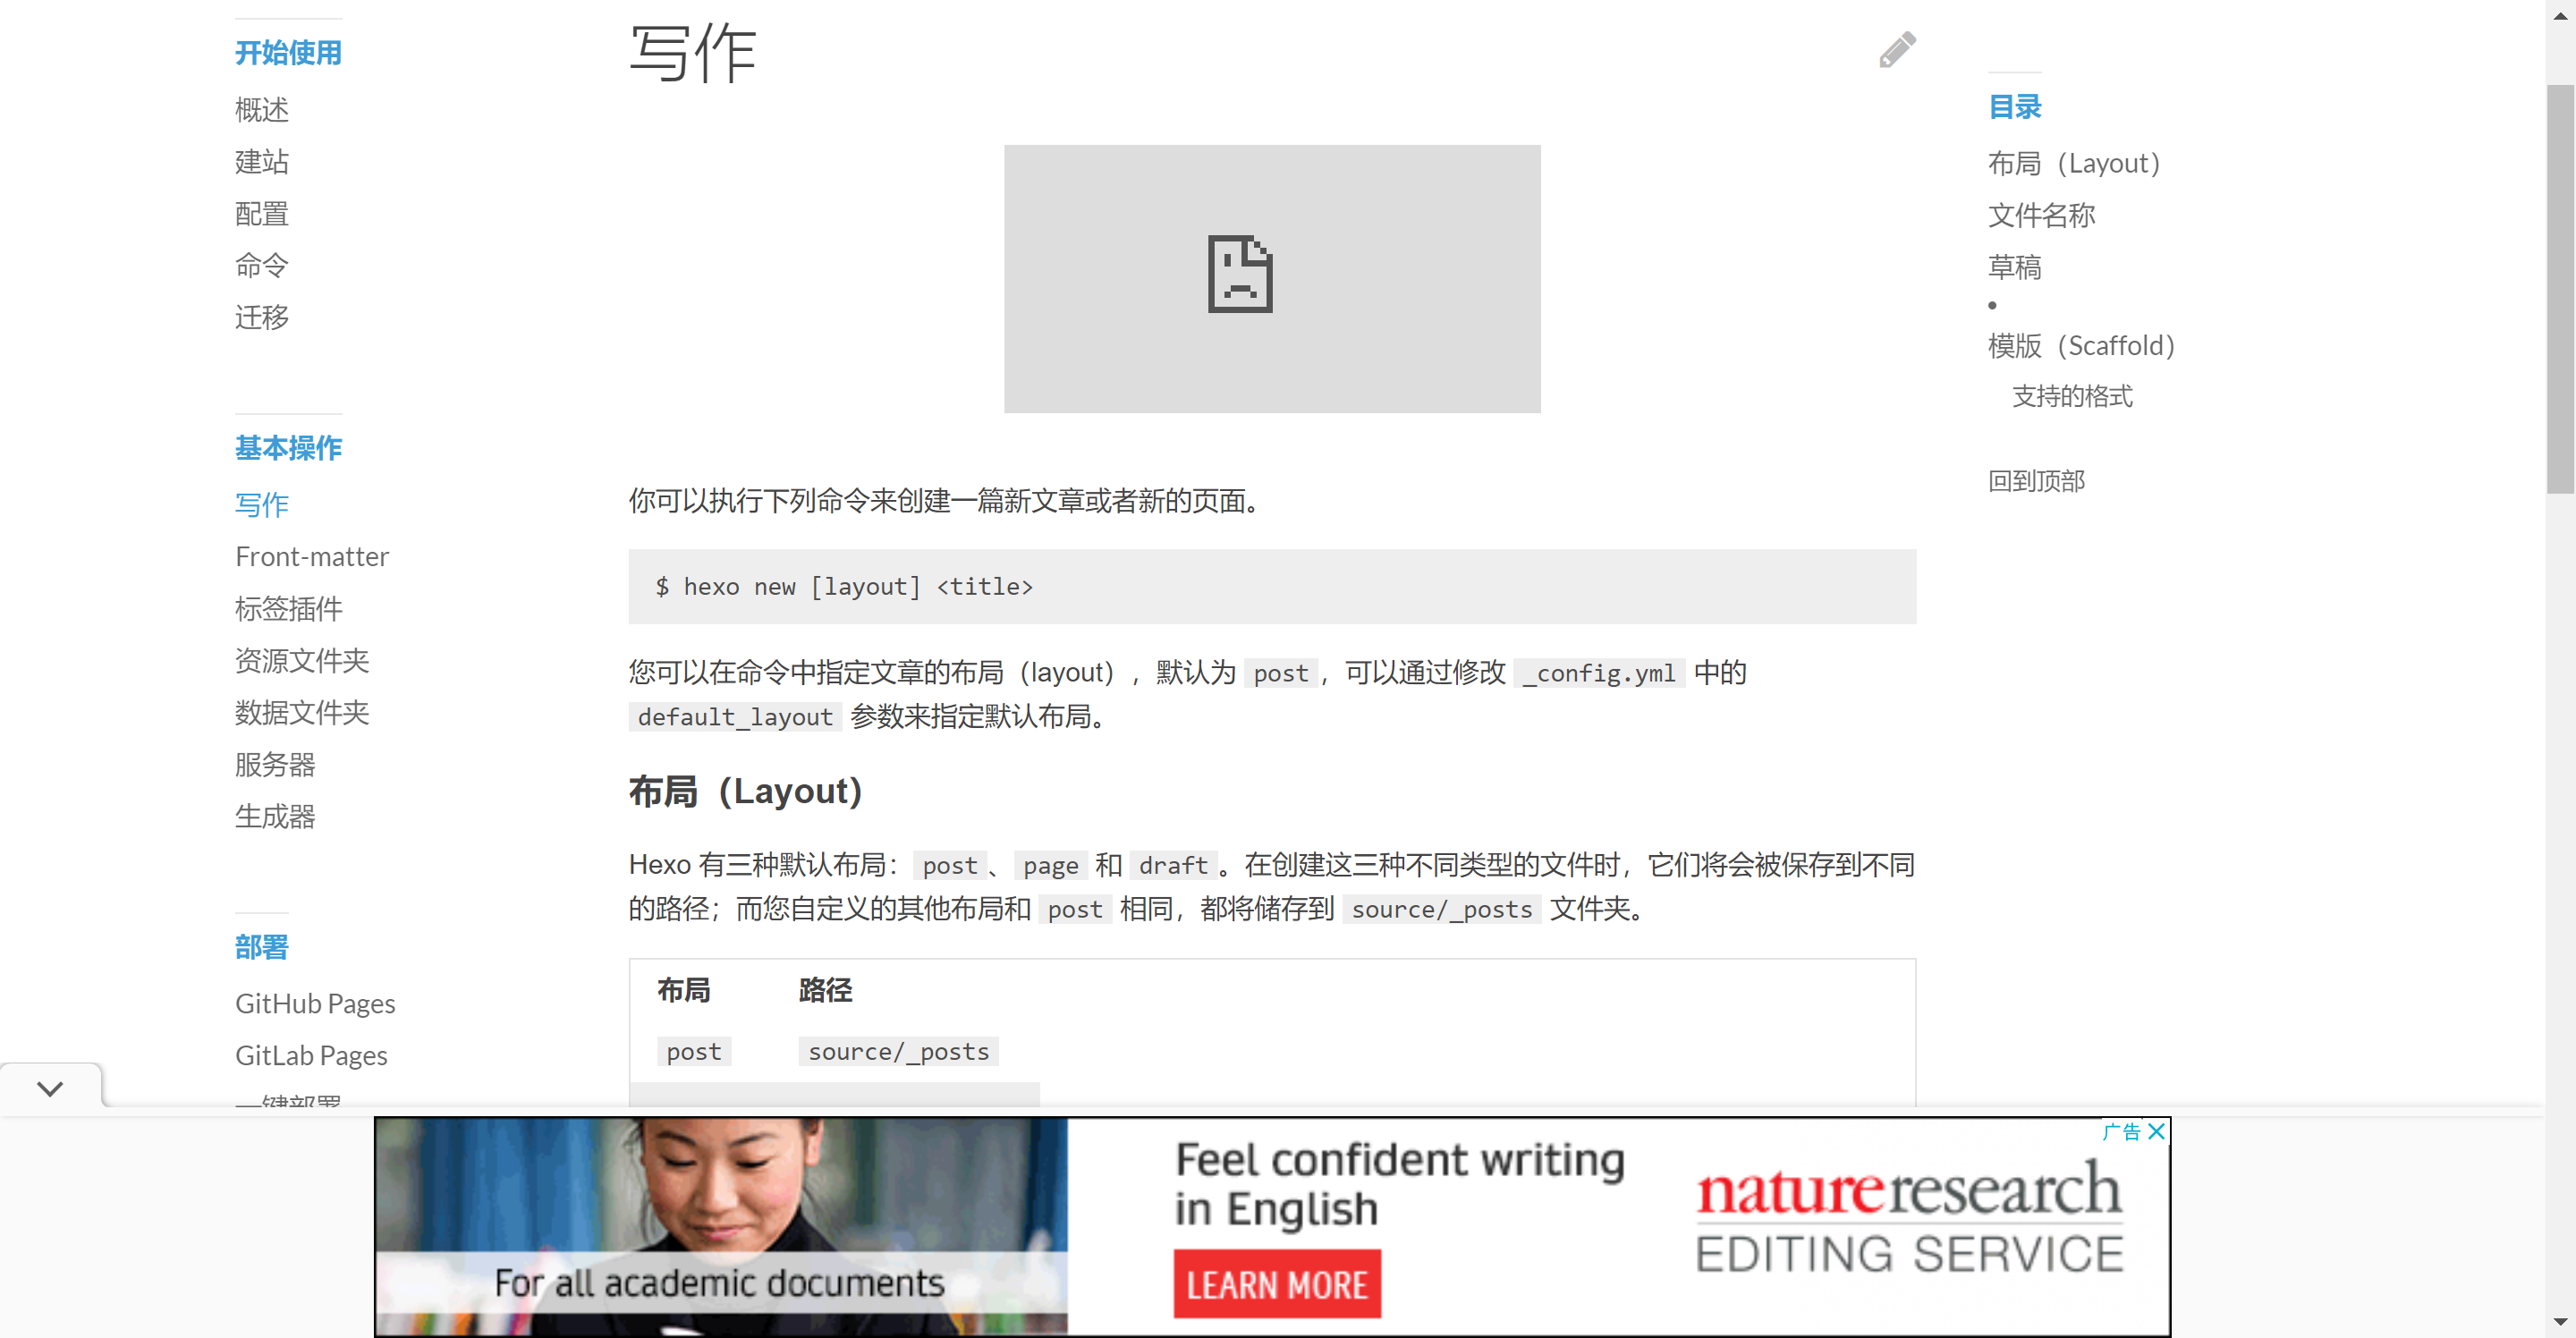 开始使用
概述
建站
配置
命令
迁移
基本操作
写作
Front-matter
标签插件
资源文件夹
数据文件夹
服务器
生成器
部署
GitHub Pages
GitLab Pages
一键部署
写作
你可以执行下列命令来创建一篇新文章或者新的页面。
$ hexo new [layout] <title>
您可以在命令中指定文章的布局（layout），默认为 post，可以通过修改 _config.yml 中的
default_layout 参数来指定默认布局。
布局（Layout）
Hexo 有三种默认布局：post、page 和 draft。在创建这三种不同类型的文件时，它们将会被保存到不同
的路径；而您自定义的其他布局和 post 相同，都将储存到 source/_posts 文件夹。
布局 路径
post source/_posts
目录
布局（Layout）
文件名称
草稿
模版（Scaffold）
支持的格式
回到顶部
For all academic documents
Feel confident writing
in English
LEARN MORE
广告
natureresearch
EDITING SERVICE